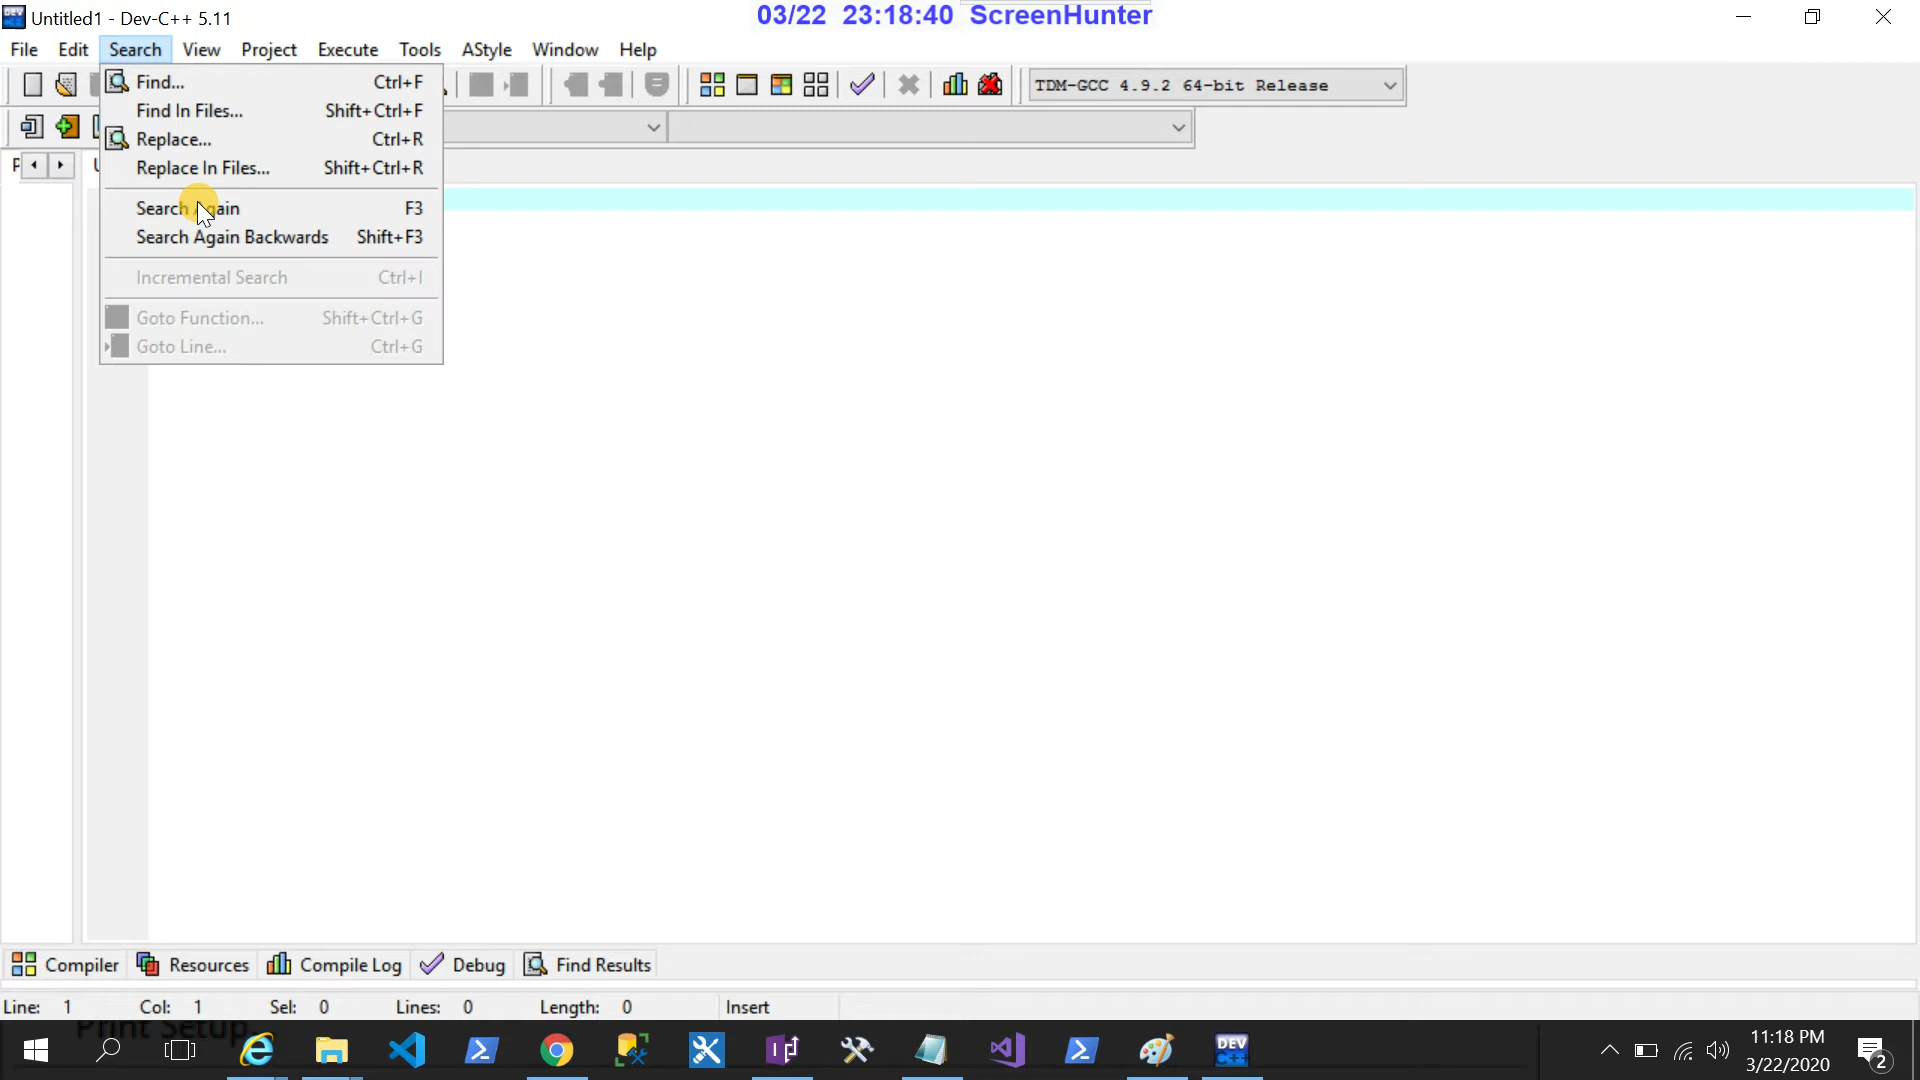 Untitled1 - Dev-C++ 5.11
03/22 23:18:40 ScreenHunter
File Edit Search View Project Execute Tools AStyle Window Help
Find... Ctrl+F
TDM-GCC 4.9.2 64-bit Release
Find In Files... Shift+Ctrl+F
Replace... Ctrl+R
Replace In Files... Shift+Ctrl+R
Search Again F3
Search Again Backwards Shift+F3
Incremental Search Ctrl+I
Goto Function... Shift+Ctrl+G
Goto Line... Ctrl+G
Compiler Resources Compile Log Debug Find Results
Line: 1 Col: 1 Sel: 0 Lines: 0 Length: 0 Insert
Print Setup
DEV
C++
11:18 PM
3/22/2020
2